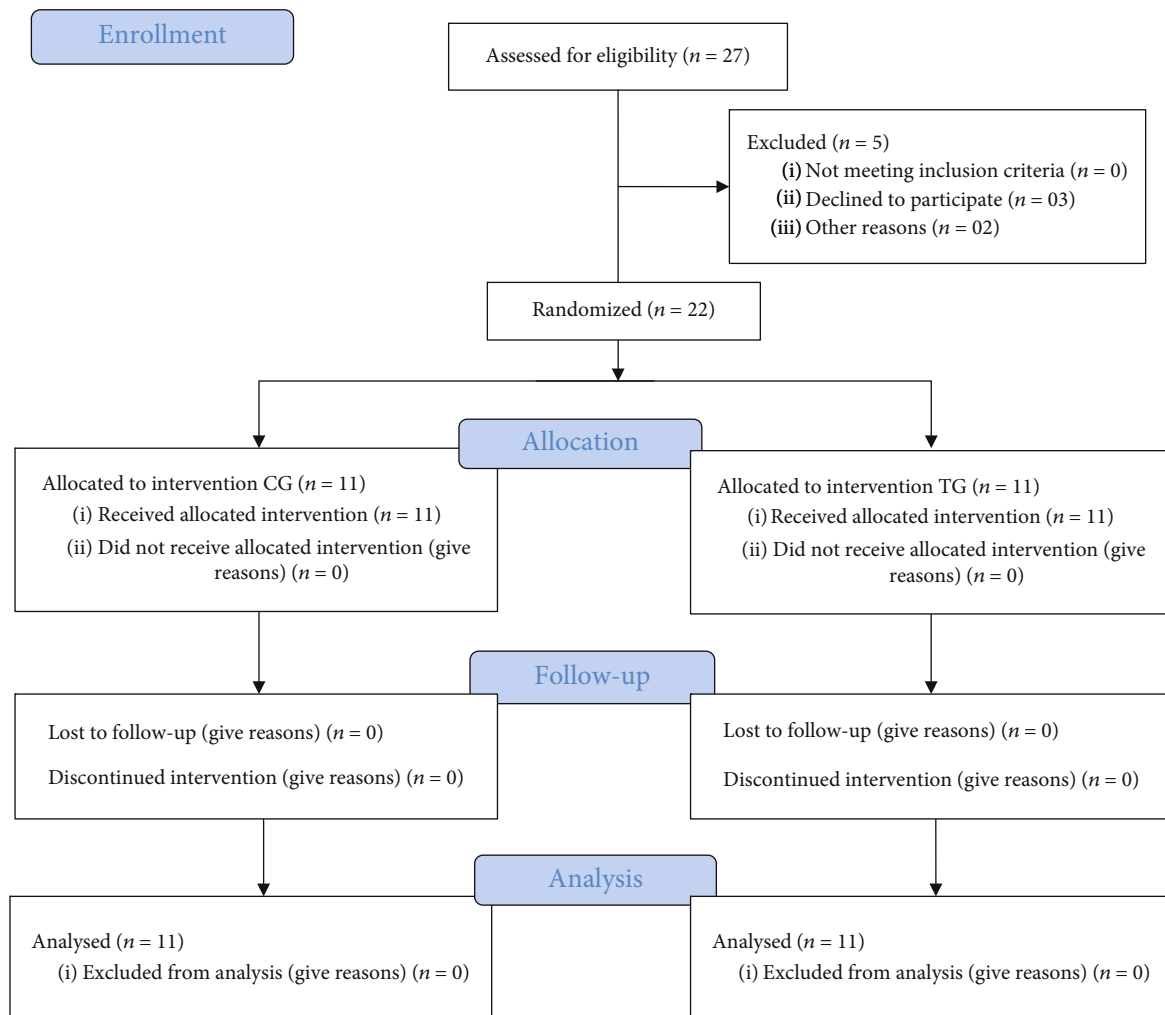 Enrollment
Assessed for eligibility (n = 27)
Excluded (n = 5)
(i) Not meeting inclusion criteria (n = 0)
(ii) Declined to participate (n = 03)
(iii) Other reasons (n = 02)
Randomized (n = 22)
Allocation
Allocated to intervention CG (n = 11)
(i) Received allocated intervention (n = 11)
(ii) Did not receive allocated intervention (give
reasons) (n = 0)
Allocated to intervention TG (n = 11)
(i) Received allocated intervention (n = 11)
(ii) Did not receive allocated intervention (give
reasons) (n = 0)
Follow-up
Lost to follow-up (give reasons) (n = 0)
Discontinued intervention (give reasons) (n = 0)
Lost to follow-up (give reasons) (n = 0)
Discontinued intervention (give reasons) (n = 0)
Analysis
Analysed (n = 11)
(i) Excluded from analysis (give reasons) (n = 0)
Analysed (n = 11)
(i) Excluded from analysis (give reasons) (n = 0)